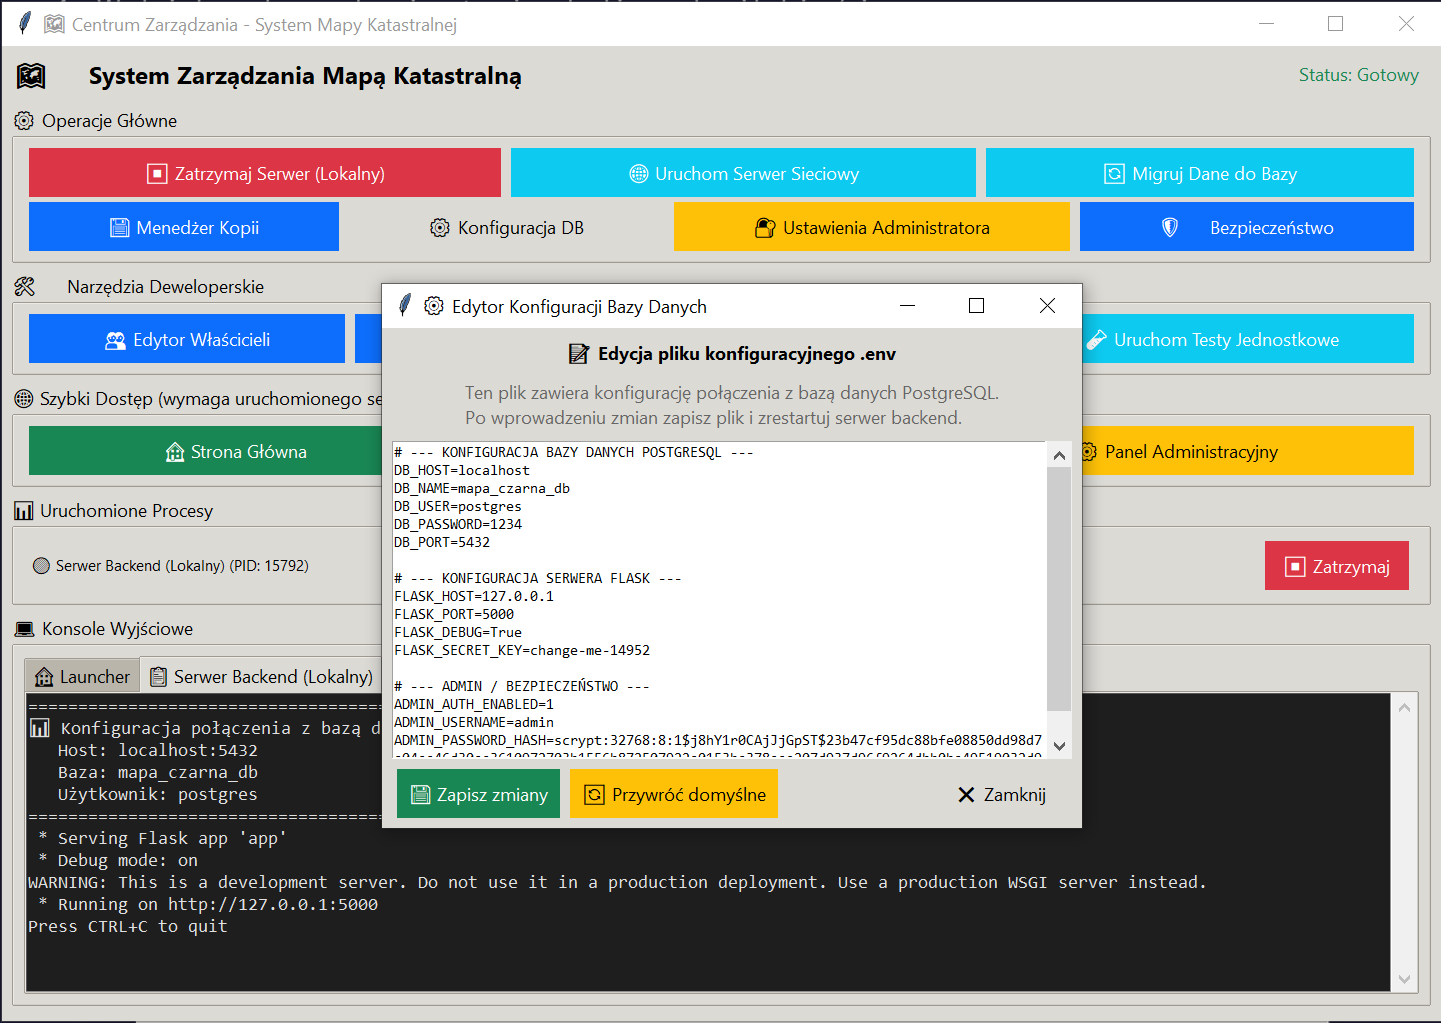 Centrum Zarządzania - System Mapy Katastralnej
System Zarządzania Mapą Katastralną
Status: Gotowy
Operacje Główne
Zatrzymaj Serwer (Lokalny)
Uruchom Serwer Sieciowy
Migruj Dane do Bazy
Menedżer Kopii
Konfiguracja DB
Ustawienia Administratora
Bezpieczeństwo
Narzędzia Deweloperskie
Edytor Właścicieli
Uruchom Testy Jednostkowe
Szybki Dostęp (wymaga uruchomionego se
Strona Główna
Panel Administracyjny
Uruchomione Procesy
Serwer Backend (Lokalny) (PID: 15792)
Zatrzymaj
Konsole Wyjściowe
Launcher
Serwer Backend (Lokalny)
====================================
Konfiguracja połączenia z bazą d
Host: localhost:5432
Baza: mapa_czarna_db
Użytkownik: postgres
====================================
* Serving Flask app 'app'
* Debug mode: on
WARNING: This is a development server. Do not use it in a production deployment. Use a production WSGI server instead.
* Running on http://127.0.0.1:5000
Press CTRL+C to quit
Edytor Konfiguracji Bazy Danych
Edycja pliku konfiguracyjnego .env
Ten plik zawiera konfigurację połączenia z bazą danych PostgreSQL.
Po wprowadzeniu zmian zapisz plik i zrestartuj serwer backend.
# --- KONFIGURACJA BAZY DANYCH POSTGRESQL ---
DB_HOST=localhost
DB_NAME=mapa_czarna_db
DB_USER=postgres
DB_PASSWORD=1234
DB_PORT=5432
# --- KONFIGURACJA SERWERA FLASK ---
FLASK_HOST=127.0.0.1
FLASK_PORT=5000
FLASK_DEBUG=True
FLASK_SECRET_KEY=change-me-14952
# --- ADMIN / BEZPIECZEŃSTWO ---
ADMIN_AUTH_ENABLED=1
ADMIN_USERNAME=admin
ADMIN_PASSWORD_HASH=scrypt:32768:8:1$j8hY1r0CAjJjGpST$23b47cf95dc88bfe08850dd98d7
Zapisz zmiany
Przywróć domyślne
Zamknij